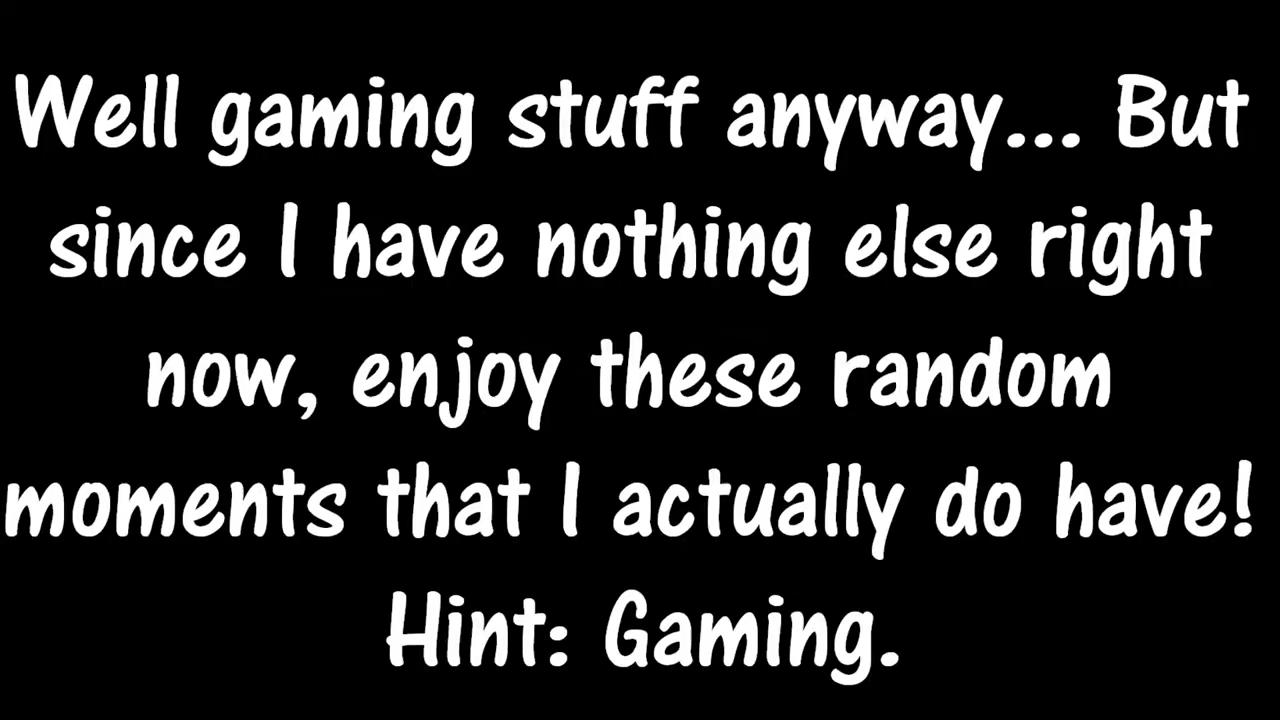 Well gaming stuff anyway... But
since I have nothing else right
now, enjoy these random
moments that I actually do have!
Hint: Gaming.